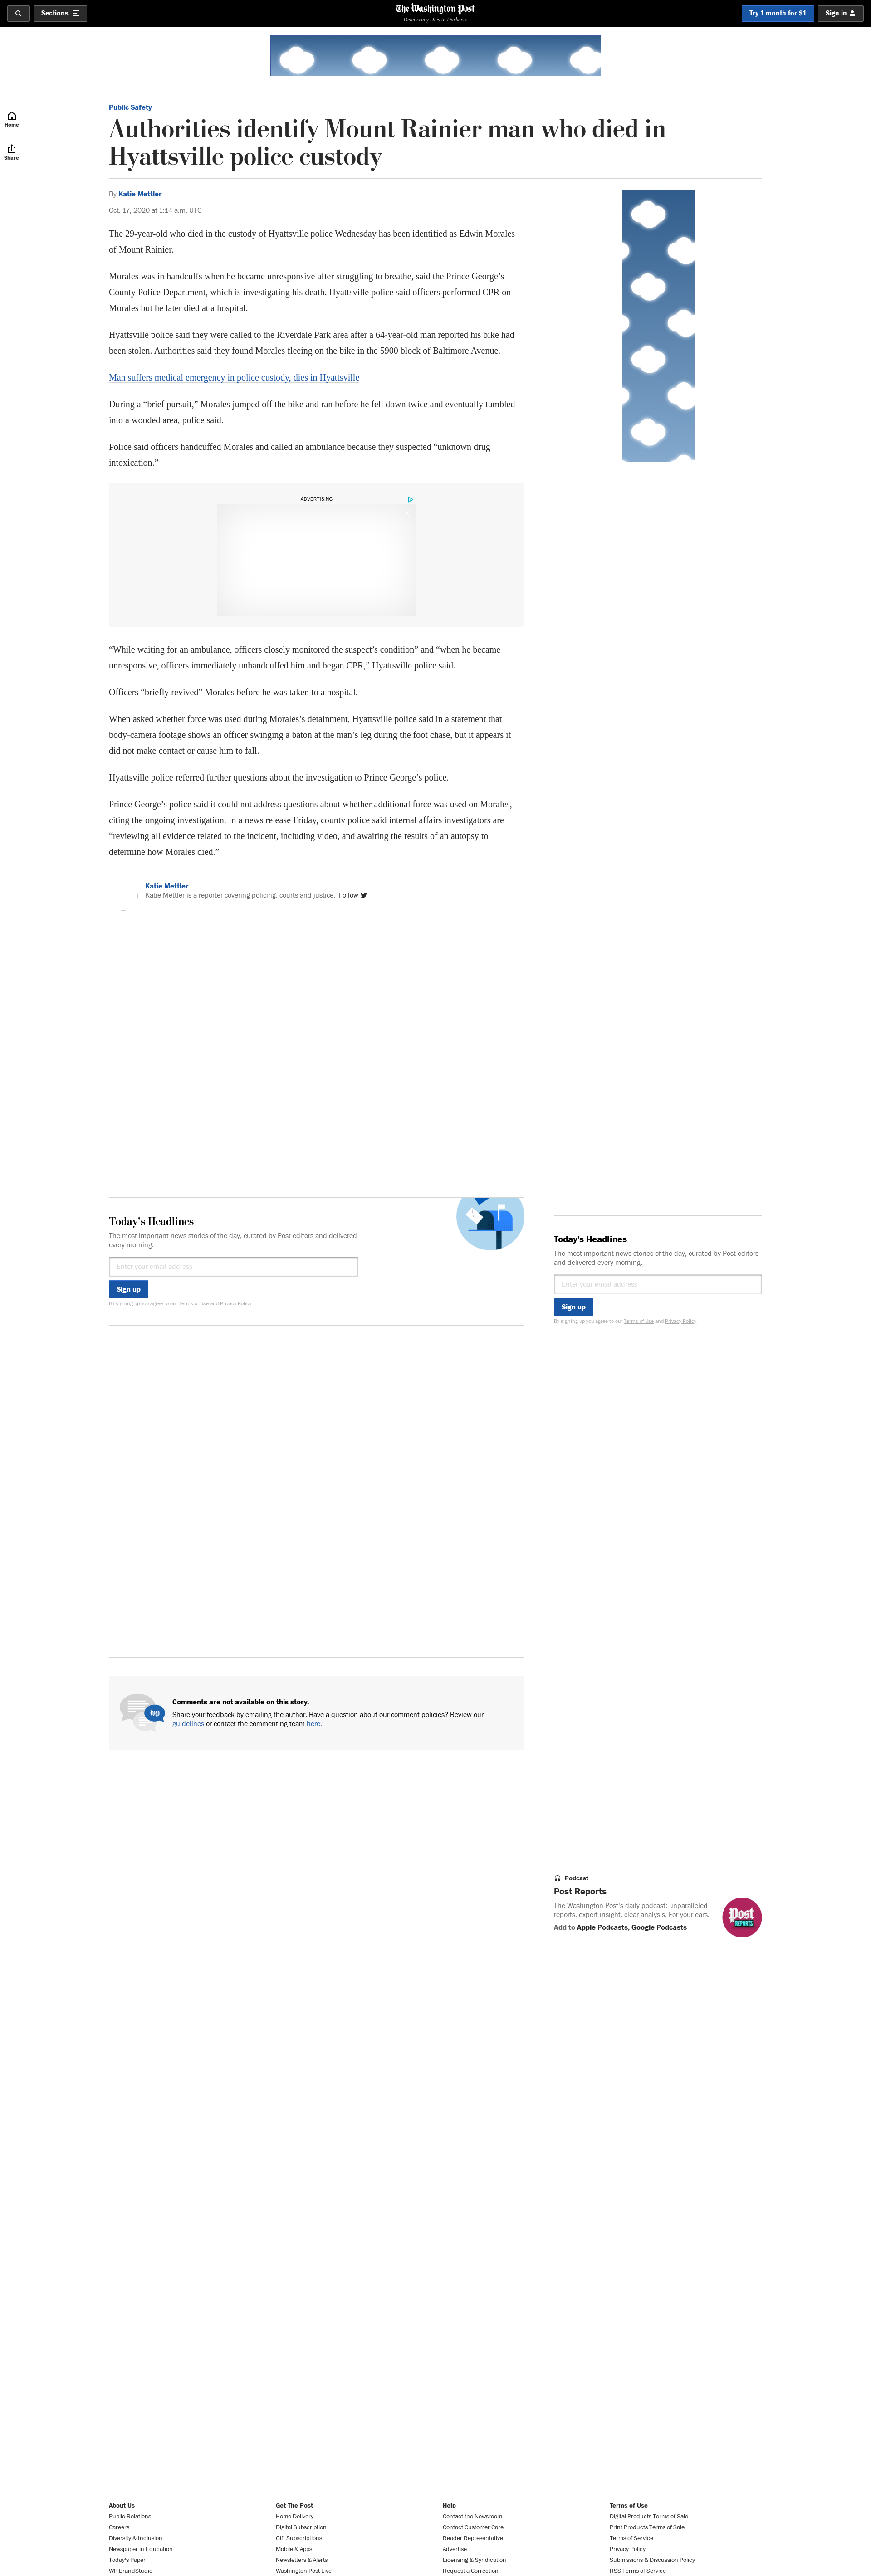 Sections
The Washington Post
Democracy Dies in Darkness
Try 1 month for $1
Sign in
Home
Share
Public Safety
Authorities identify Mount Rainier man who died in
Hyattsville police custody
By Katie Mettler
Oct. 17, 2020 at 1:14 a.m. UTC
The 29-year-old who died in the custody of Hyattsville police Wednesday has been identified as Edwin Morales
of Mount Rainier.
Morales was in handcuffs when he became unresponsive after struggling to breathe, said the Prince George’s
County Police Department, which is investigating his death. Hyattsville police said officers performed CPR on
Morales but he later died at a hospital.
Hyattsville police said they were called to the Riverdale Park area after a 64-year-old man reported his bike had
been stolen. Authorities said they found Morales fleeing on the bike in the 5900 block of Baltimore Avenue.
Man suffers medical emergency in police custody, dies in Hyattsville
During a “brief pursuit,” Morales jumped off the bike and ran before he fell down twice and eventually tumbled
into a wooded area, police said.
Police said officers handcuffed Morales and called an ambulance because they suspected “unknown drug
intoxication.”
ADVERTISING
“While waiting for an ambulance, officers closely monitored the suspect’s condition” and “when he became
unresponsive, officers immediately unhandcuffed him and began CPR,” Hyattsville police said.
Officers “briefly revived” Morales before he was taken to a hospital.
When asked whether force was used during Morales’s detainment, Hyattsville police said in a statement that
body-camera footage shows an officer swinging a baton at the man’s leg during the foot chase, but it appears it
did not make contact or cause him to fall.
Hyattsville police referred further questions about the investigation to Prince George’s police.
Prince George’s police said it could not address questions about whether additional force was used on Morales,
citing the ongoing investigation. In a news release Friday, county police said internal affairs investigators are
“reviewing all evidence related to the incident, including video, and awaiting the results of an autopsy to
determine how Morales died.”
Katie Mettler
Katie Mettler is a reporter covering policing, courts and justice. Follow
Today’s Headlines
The most important news stories of the day, curated by Post editors and delivered
every morning.
Enter your email address
Sign up
By signing up you agree to our Terms of Use and Privacy Policy
Comments are not available on this story.
Share your feedback by emailing the author. Have a question about our comment policies? Review our
guidelines or contact the commenting team here.
wp
Today’s Headlines
The most important news stories of the day, curated by Post editors
and delivered every morning.
Enter your email address
Sign up
By signing up you agree to our Terms of Use and Privacy Policy
Podcast
Post Reports
The Washington Post’s daily podcast: unparalleled
reports, expert insight, clear analysis. For your ears.
Add to Apple Podcasts, Google Podcasts
Post
REPORTS
About Us
Public Relations
Careers
Diversity & Inclusion
Newspaper in Education
Today's Paper
WP BrandStudio
Get The Post
Home Delivery
Digital Subscription
Gift Subscriptions
Mobile & Apps
Newsletters & Alerts
Washington Post Live
Help
Contact the Newsroom
Contact Customer Care
Reader Representative
Advertise
Licensing & Syndication
Request a Correction
Terms of Use
Digital Products Terms of Sale
Print Products Terms of Sale
Terms of Service
Privacy Policy
Submissions & Discussion Policy
RSS Terms of Service